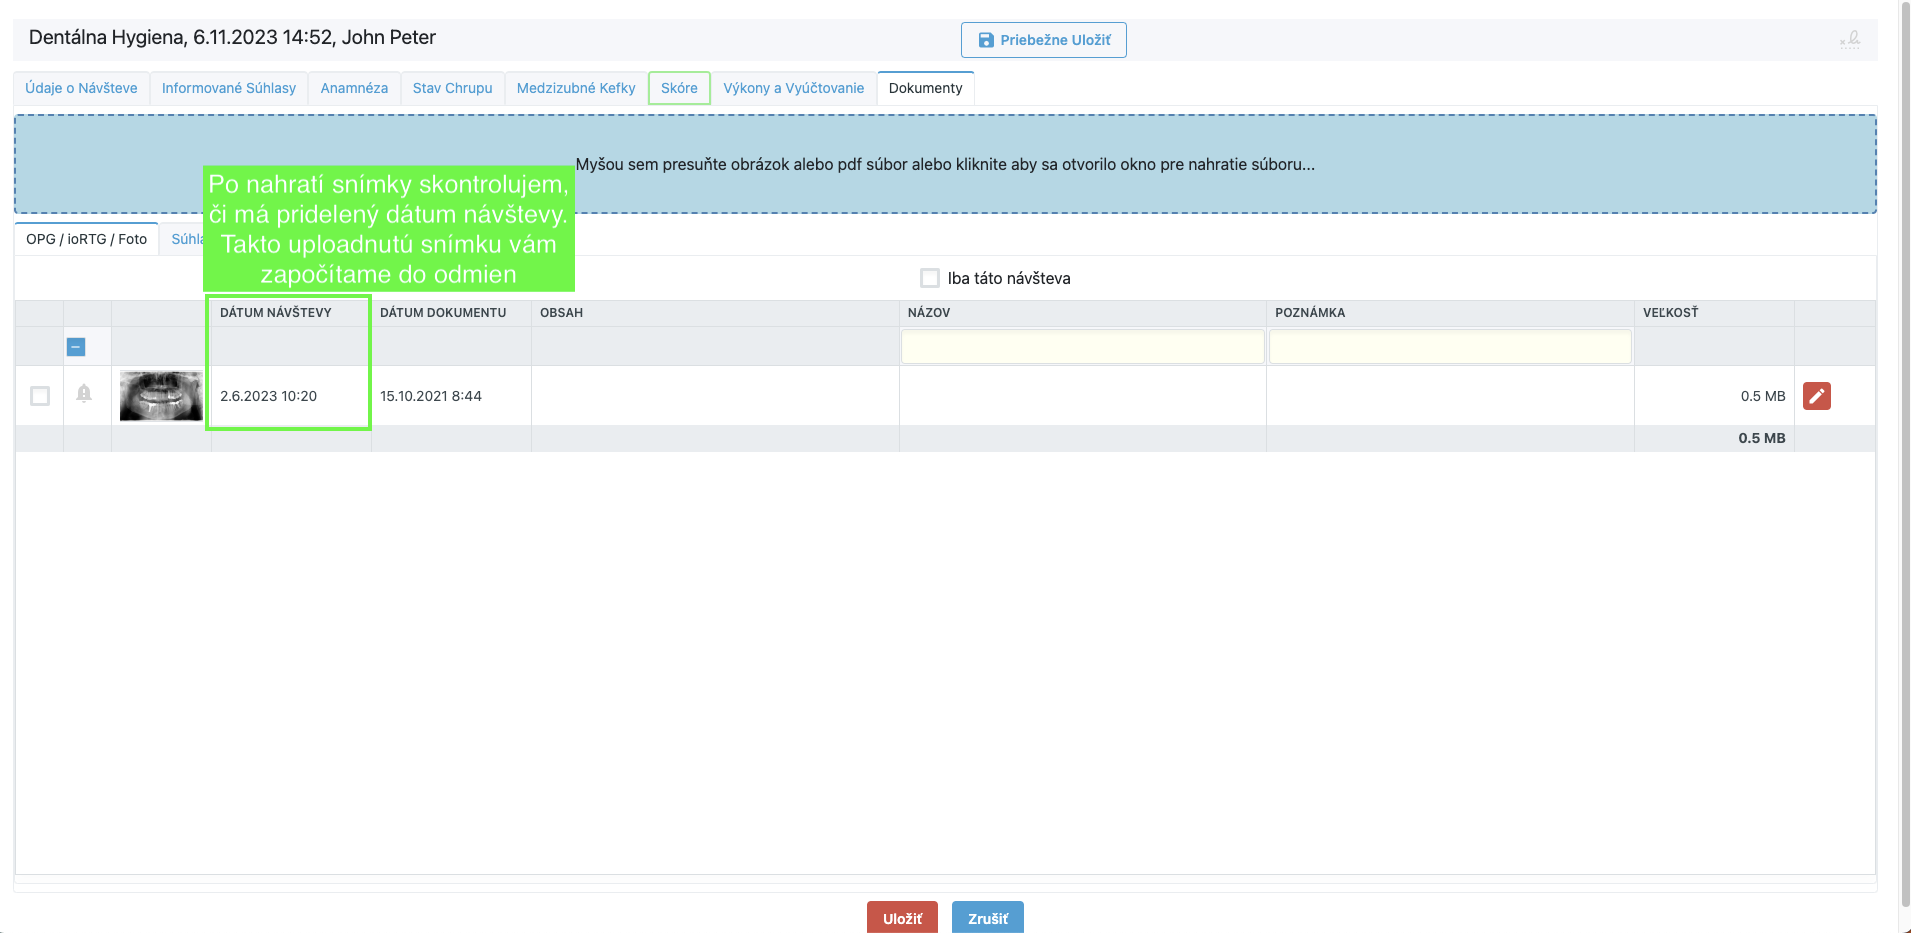 Dentálna Hygiena, 6.11.2023 14:52, John Peter
Priebežne Uložiť
Údaje o Návšteve
Informované Súhlasy
Anamnéza
Stav Chrupu
Medzizubné Kefky
Skóre
Výkony a Vyúčtovanie
Dokumenty
Myšou sem presuňte obrázok alebo pdf súbor alebo kliknite aby sa otvorilo okno pre nahratie súboru...
Po nahratí snímky skontrolujem,
či má pridelený dátum návštevy.
Takto uploadnutú snímku vám
započítame do odmien
OPG / ioRTG / Foto
Iba táto návšteva
DÁTUM NÁVŠTEVY
DÁTUM DOKUMENTU
OBSAH
NÁZOV
POZNÁMKA
VEĽKOSŤ
2.6.2023 10:20
15.10.2021 8:44
0.5 MB
0.5 MB
Uložiť
Zrušiť